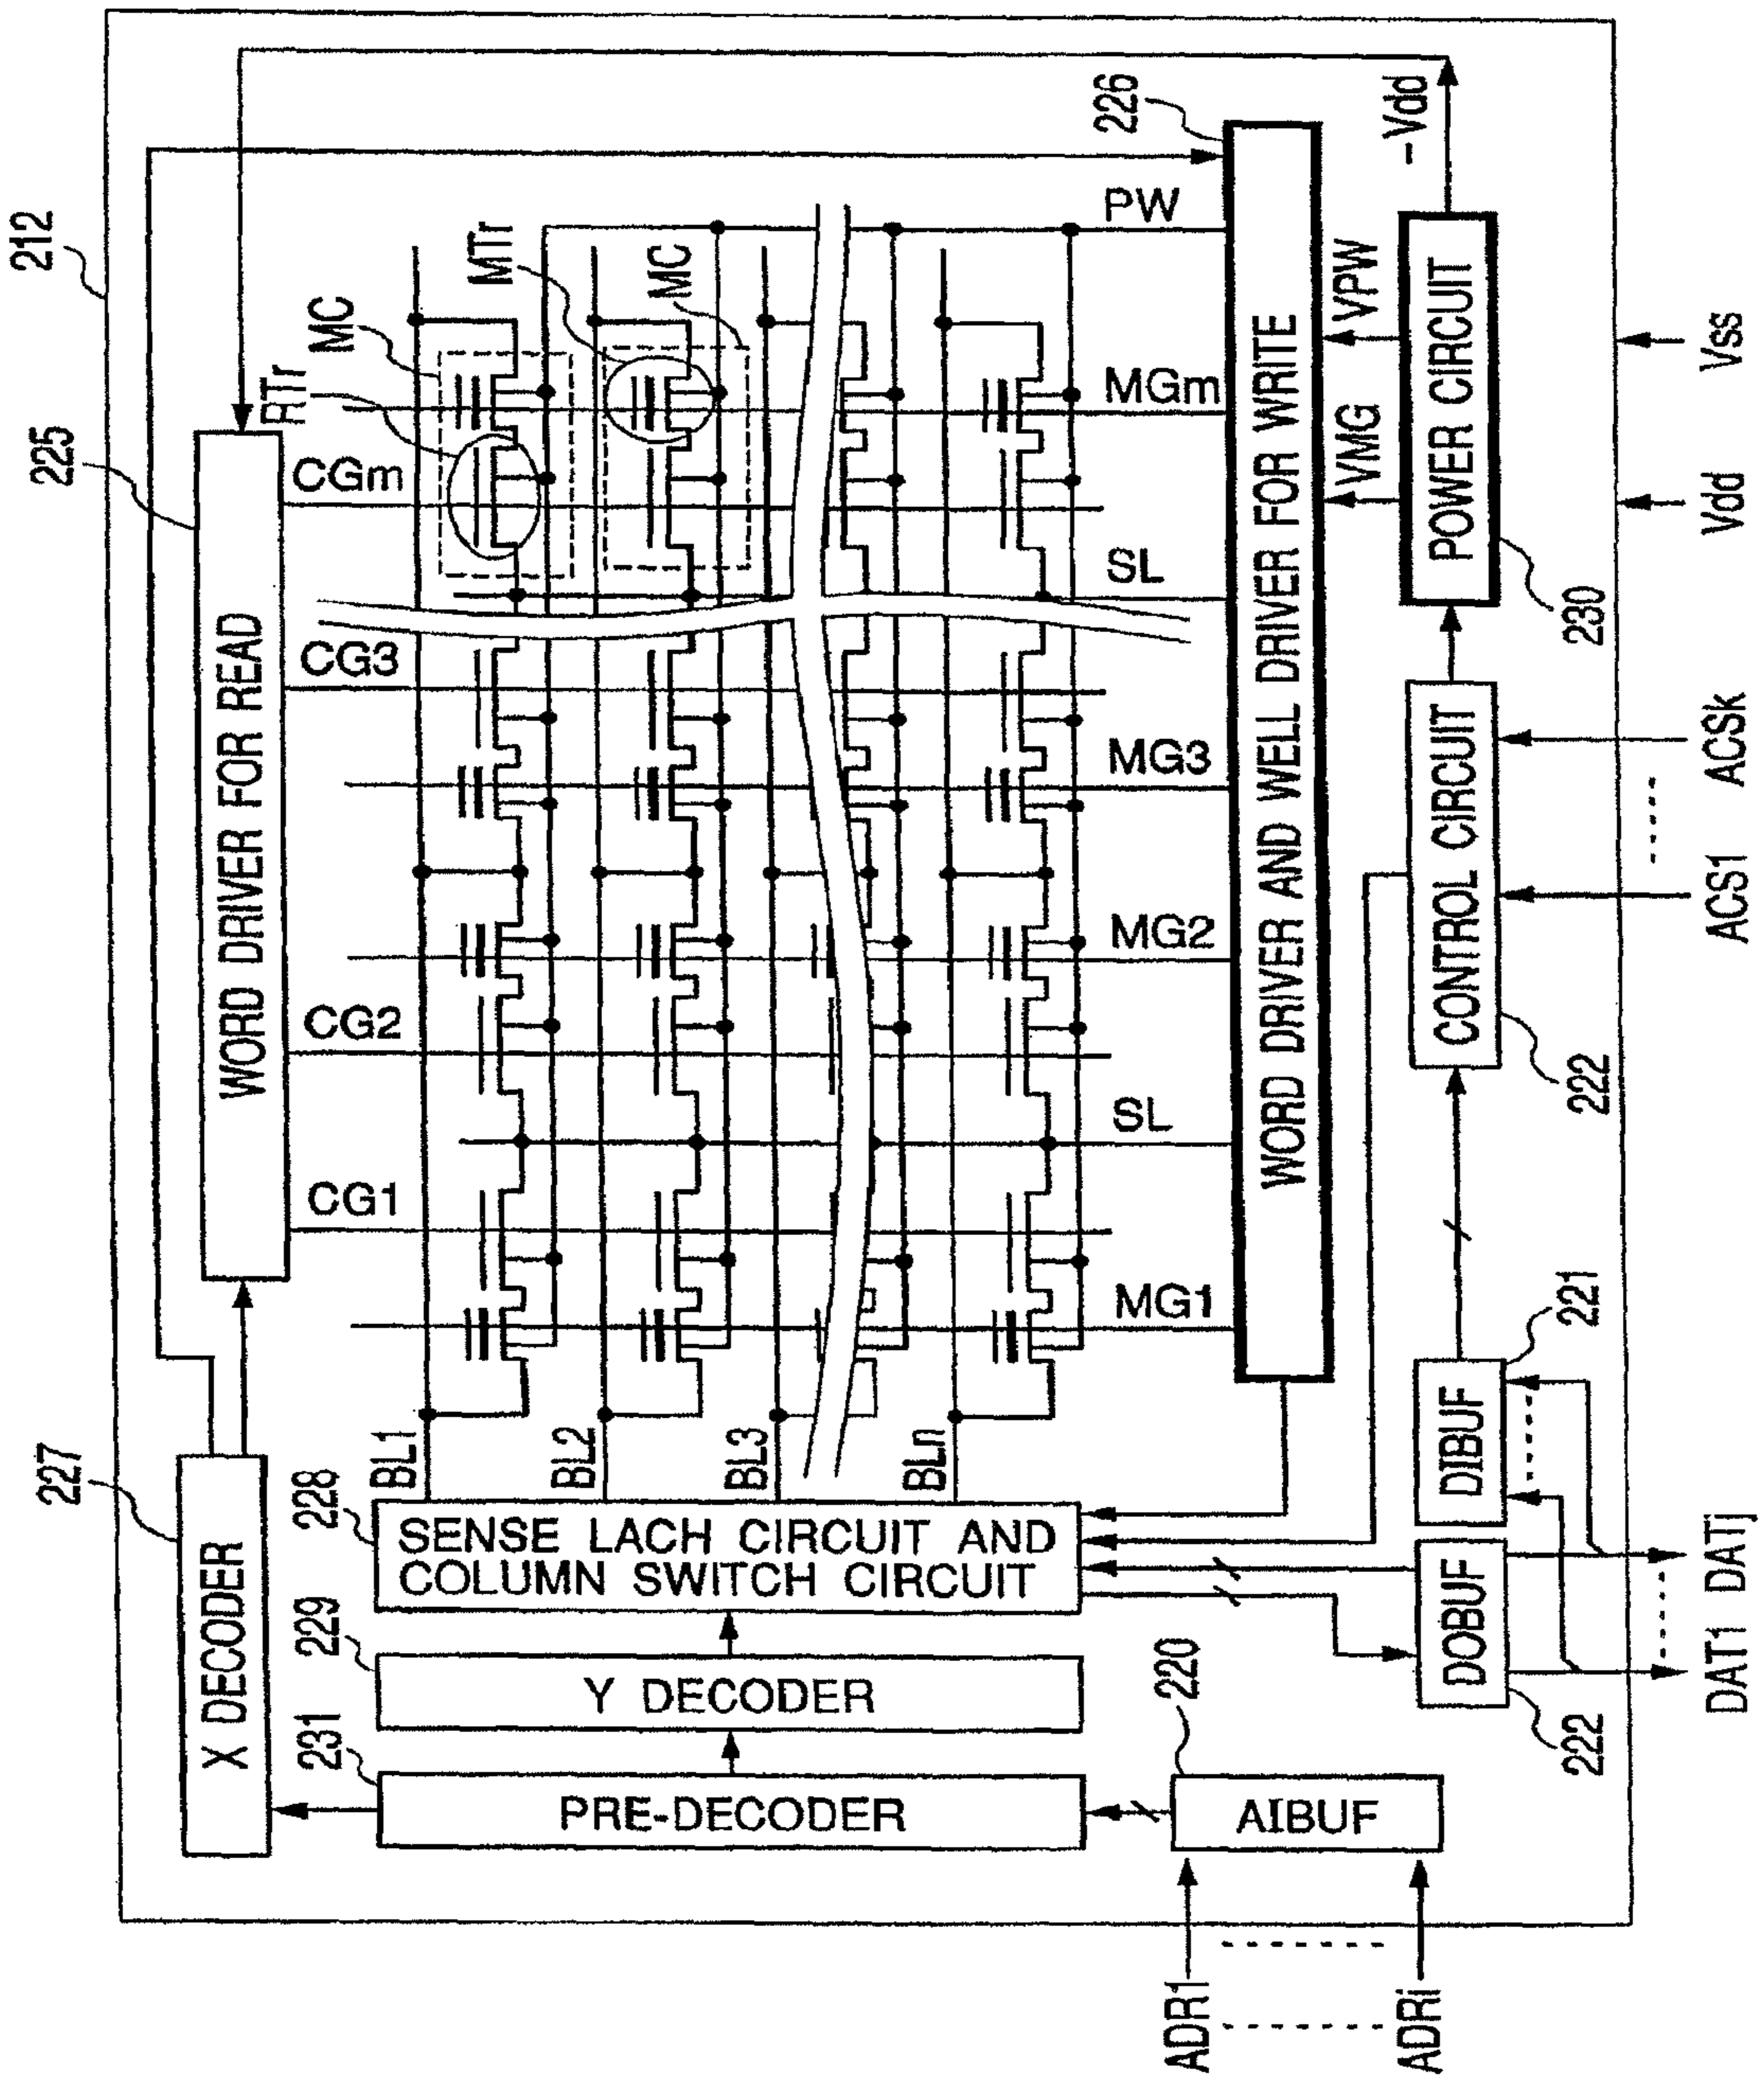 212
225
WORD DRIVER FOR READ
227
X DECODER
RTr
MC
MTr
MC
226
CGm
CG3
CG2
CG1
PW
MGm
SL
MG3
MG2
SL
MG1
BL1
BL2
BL3
BLn
228
SENSE LACH CIRCUIT AND
COLUMN SWITCH CIRCUIT
229
Y DECODER
231
PRE-DECODER
220
AIBUF
ADR1
ADRi
WORD DRIVER AND WELL DRIVER FOR WRITE
VMG
VPW
-Vdd
POWER CIRCUIT
230
CONTROL CIRCUIT
222
DIBUF
221
DOBUF
222
DAT1
DATj
ACS1
ACSk
Vdd
Vss